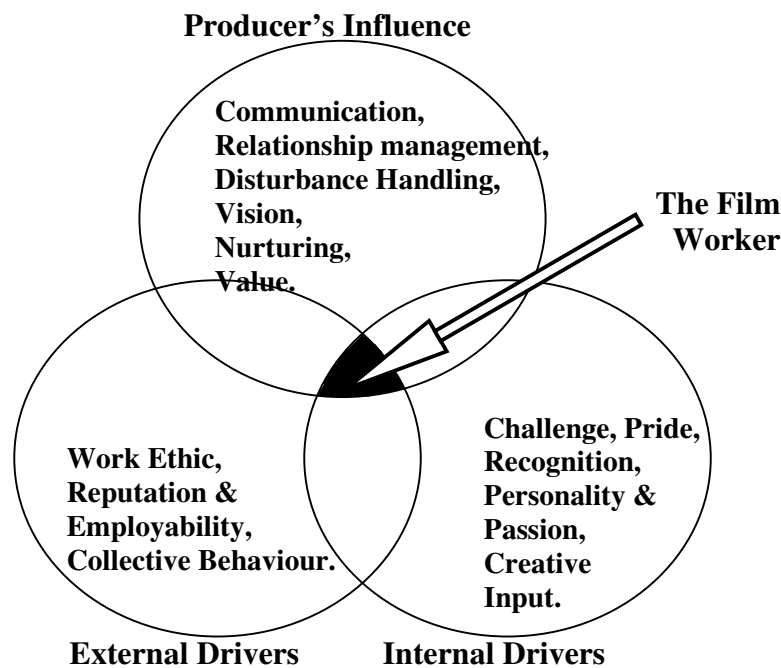 Producer’s Influence
Communication,
Relationship management,
Disturbance Handling,
Vision,
Nurturing,
Value.
The Film
Worker
Work Ethic,
Reputation &
Employability,
Collective Behaviour.
Challenge, Pride,
Recognition,
Personality &
Passion,
Creative
Input.
External Drivers
Internal Drivers